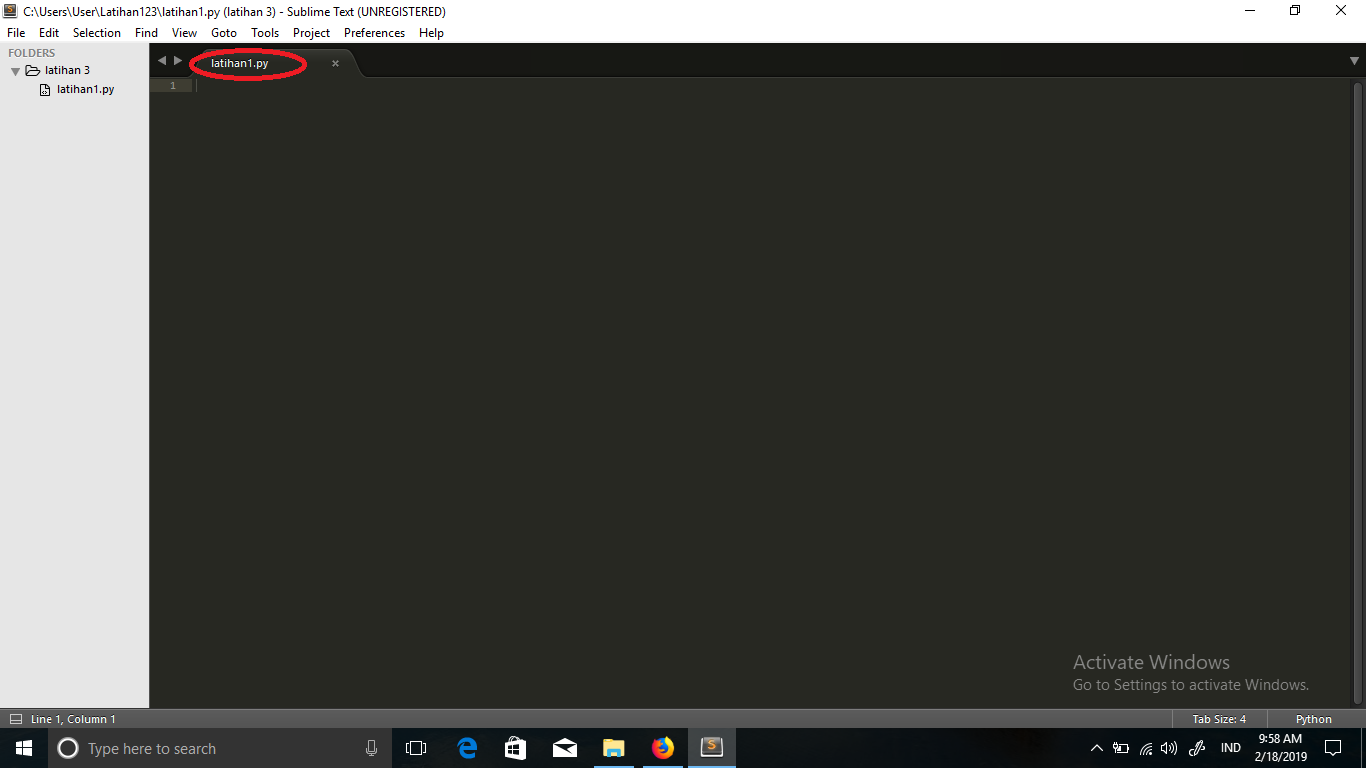 C:\Users\User\Latihan123\latihan1.py (latihan 3) - Sublime Text (UNREGISTERED)
File Edit Selection Find View Goto Tools Project Preferences Help
FOLDERS
latihan 3
latihan1.py
latihan1.py
1
Activate Windows
Go to Settings to activate Windows.
Line 1, Column 1
Tab Size: 4
Python
Type here to search
IND
9:58 AM
2/18/2019